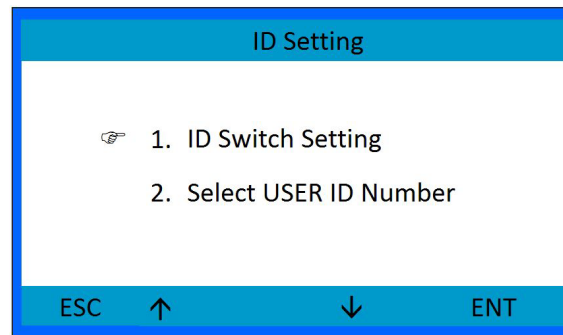 ID Setting
☞ 1. ID Switch Setting
2. Select USER ID Number
ESC ↑ ↓ ENT